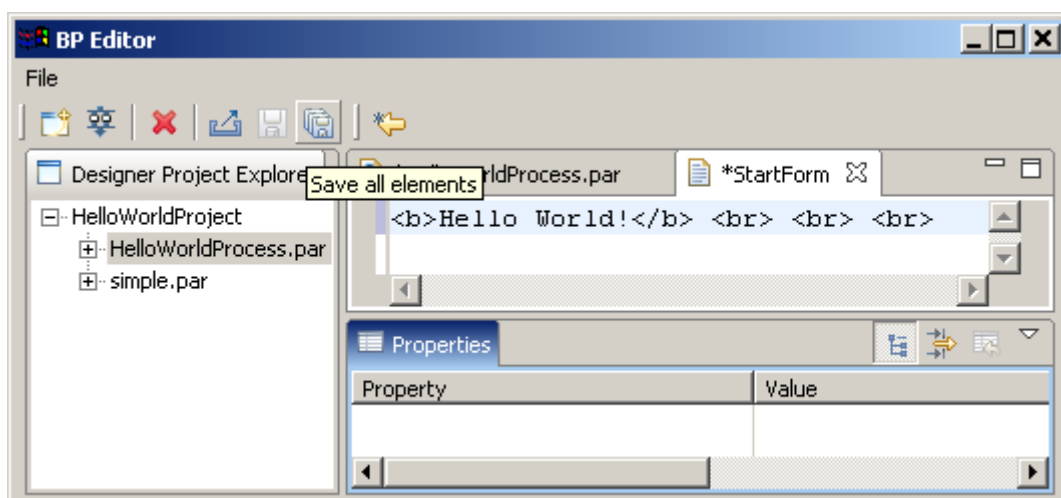 BP Editor
File
Designer Project Explore
Save all elements
rldProcess.par
*StartForm
HelloWorldProject
HelloWorldProcess.par
simple.par
<b>Hello World!</b> <br> <br> <br>
Properties
Property
Value